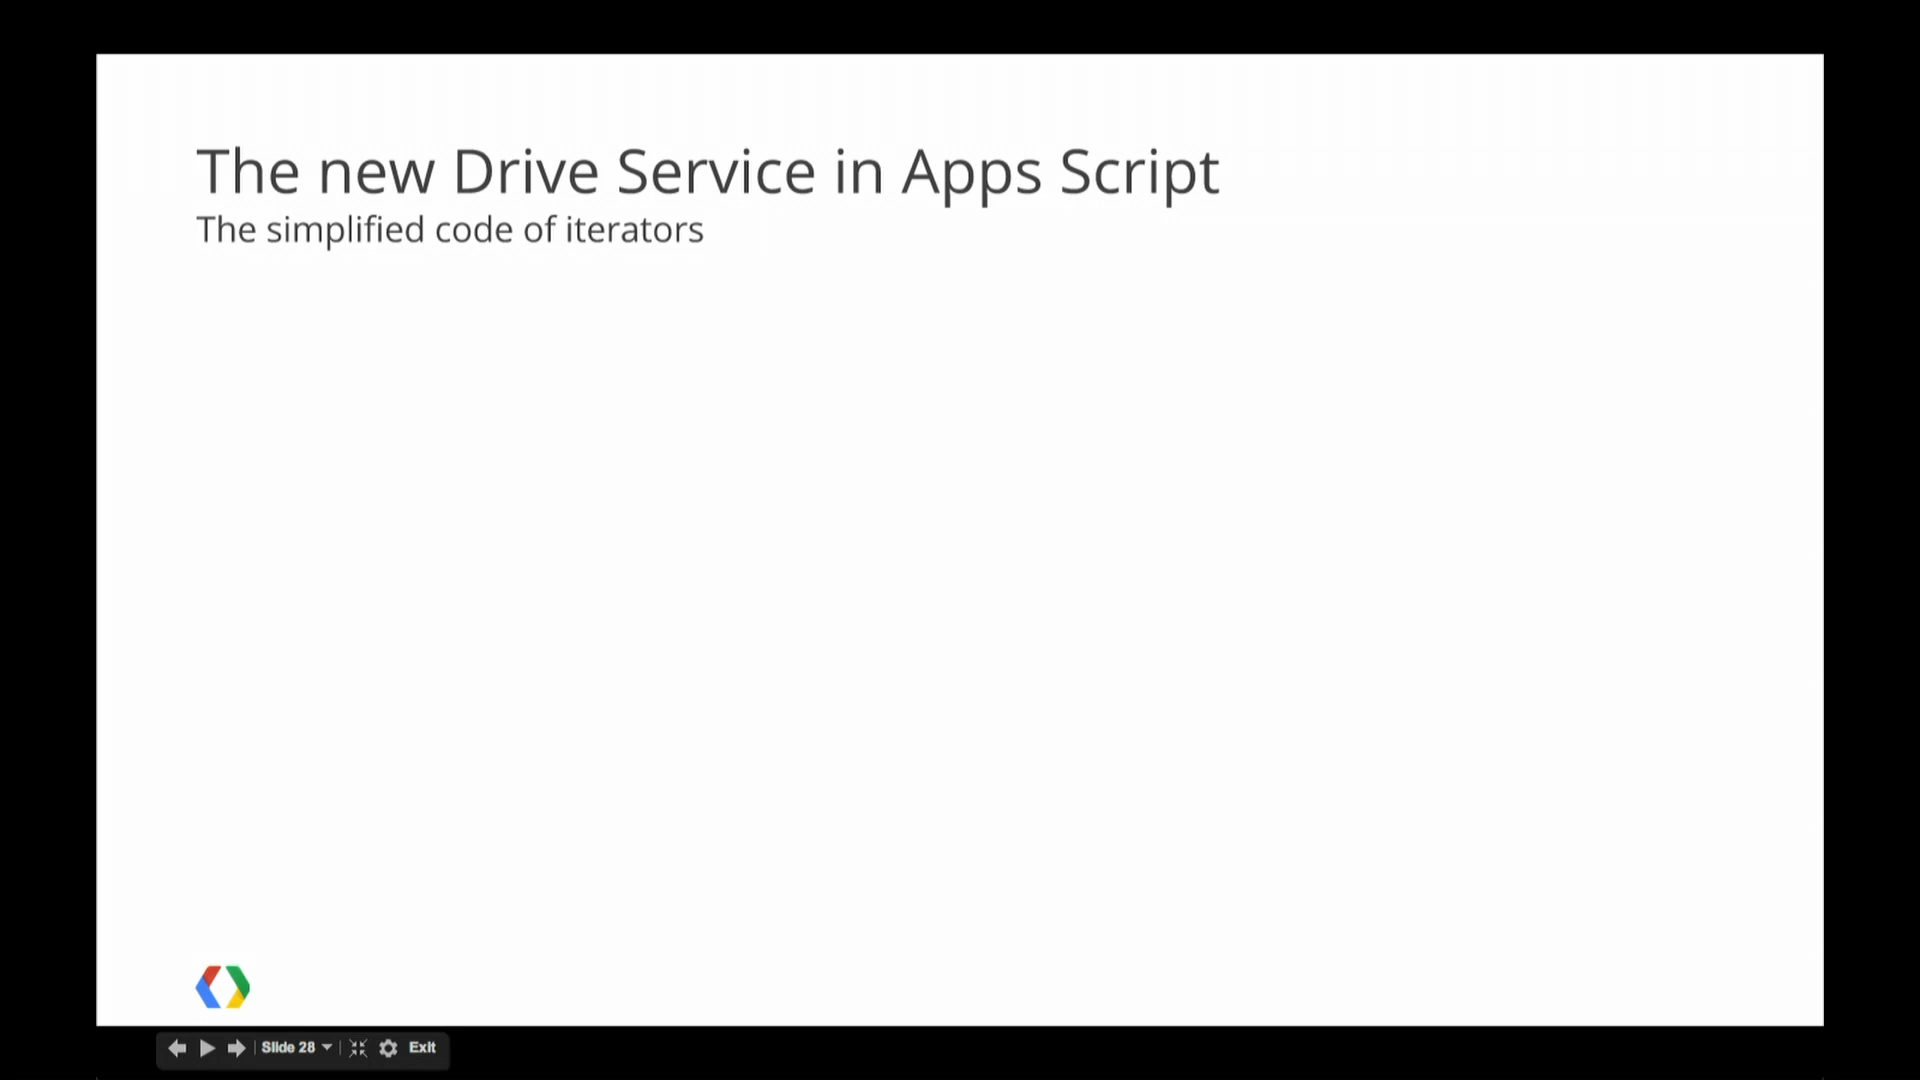 The new Drive Service in Apps Script
The simplified code of iterators
Slide 28
Exit